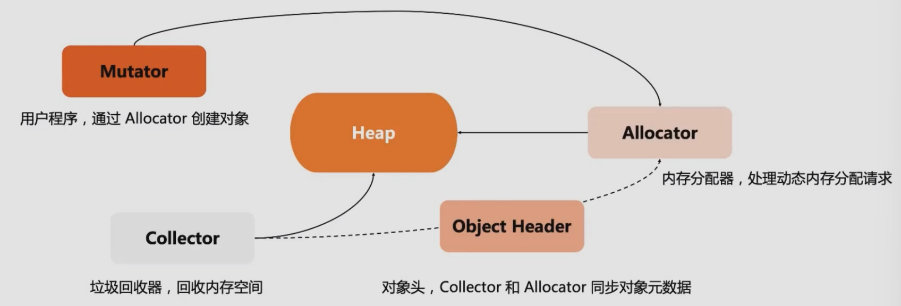 Mutator
用户程序，通过 Allocator 创建对象
Heap
Allocator
内存分配器，处理动态内存分配请求
Object Header
Collector
垃圾回收器，回收内存空间
对象头，Collector 和 Allocator 同步对象元数据